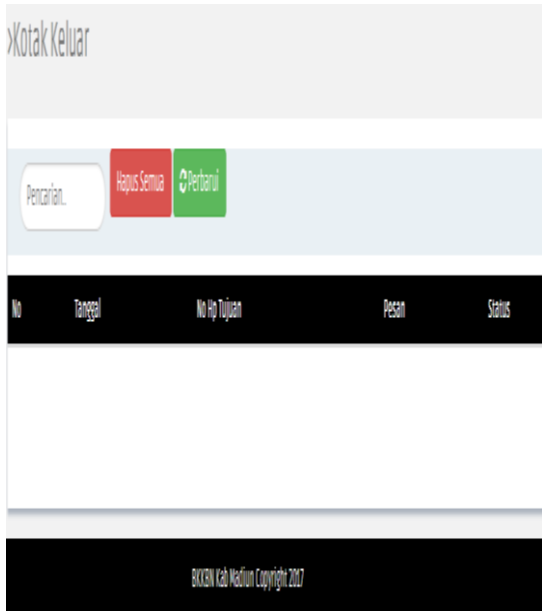 >Kotak Keluar
Pencarian.. Hapus Semua Perbarui
No Tanggal No Hp Tujuan Pesan Status
BKKBN Kab Madiun Copyright 2017